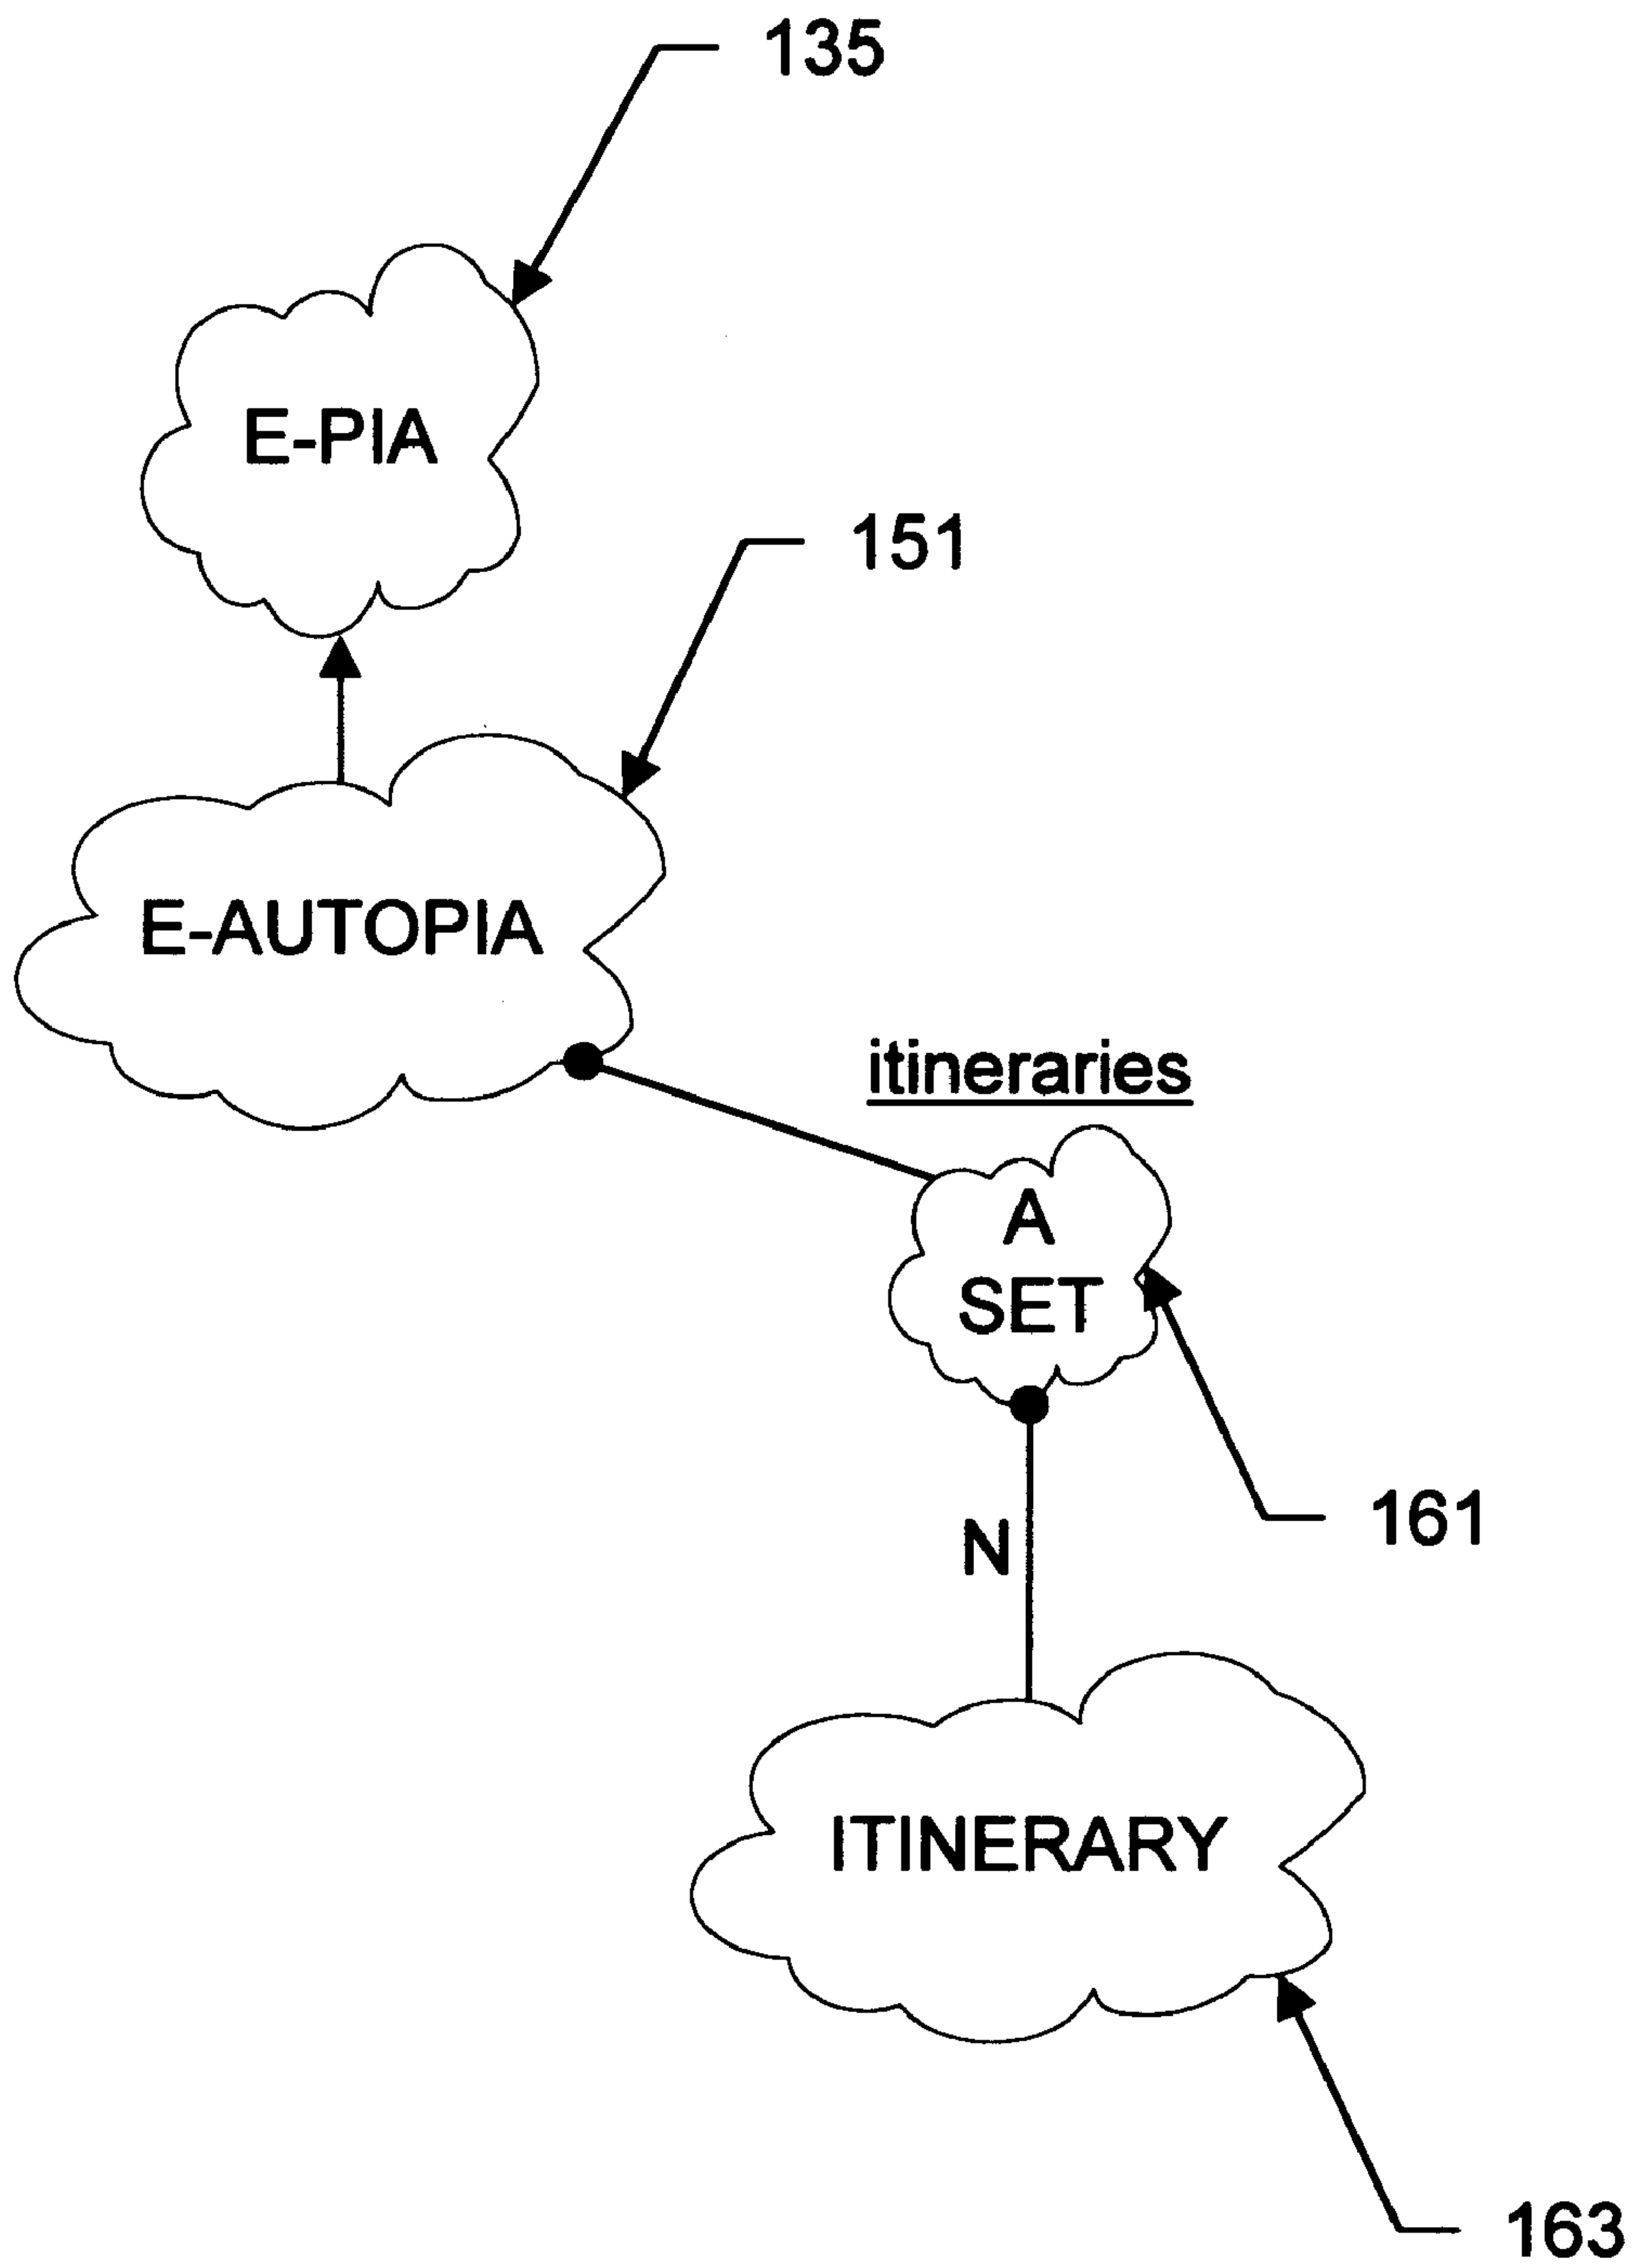 135
E-PIA
151
E-AUTOPIA
itineraries
A
SET
161
N
ITINERARY
163